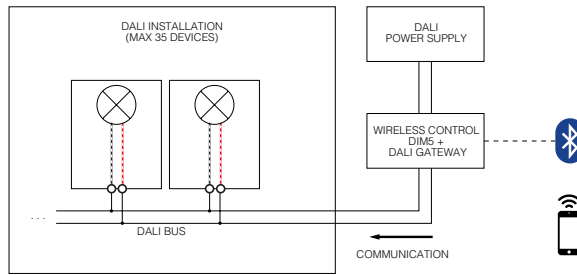 DALI INSTALLATION
(MAX 35 DEVICES)
DALI
POWER SUPPLY
WIRELESS CONTROL
DIM5 +
DALI GATEWAY
. . .
DALI BUS
COMMUNICATION